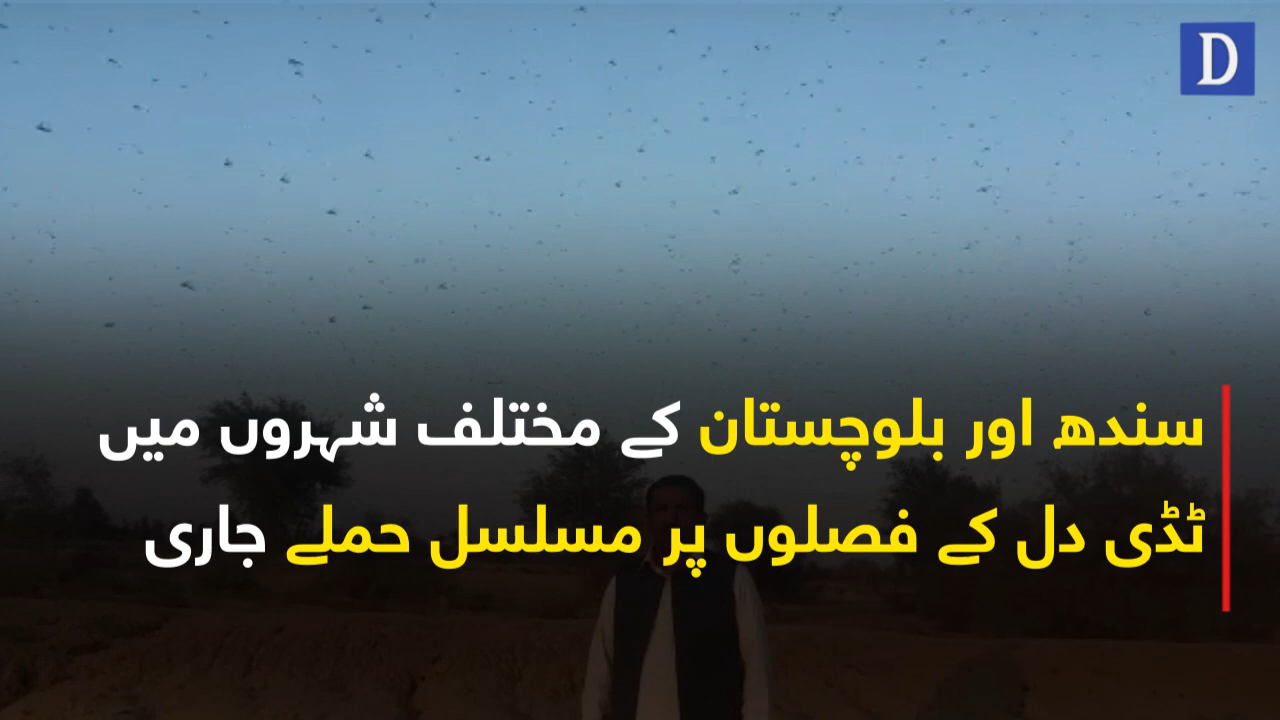 D
سندھ اور بلوچستان کے مختلف شہروں میں
ٹڈی دل کے فصلوں پر مسلسل حملے جاری